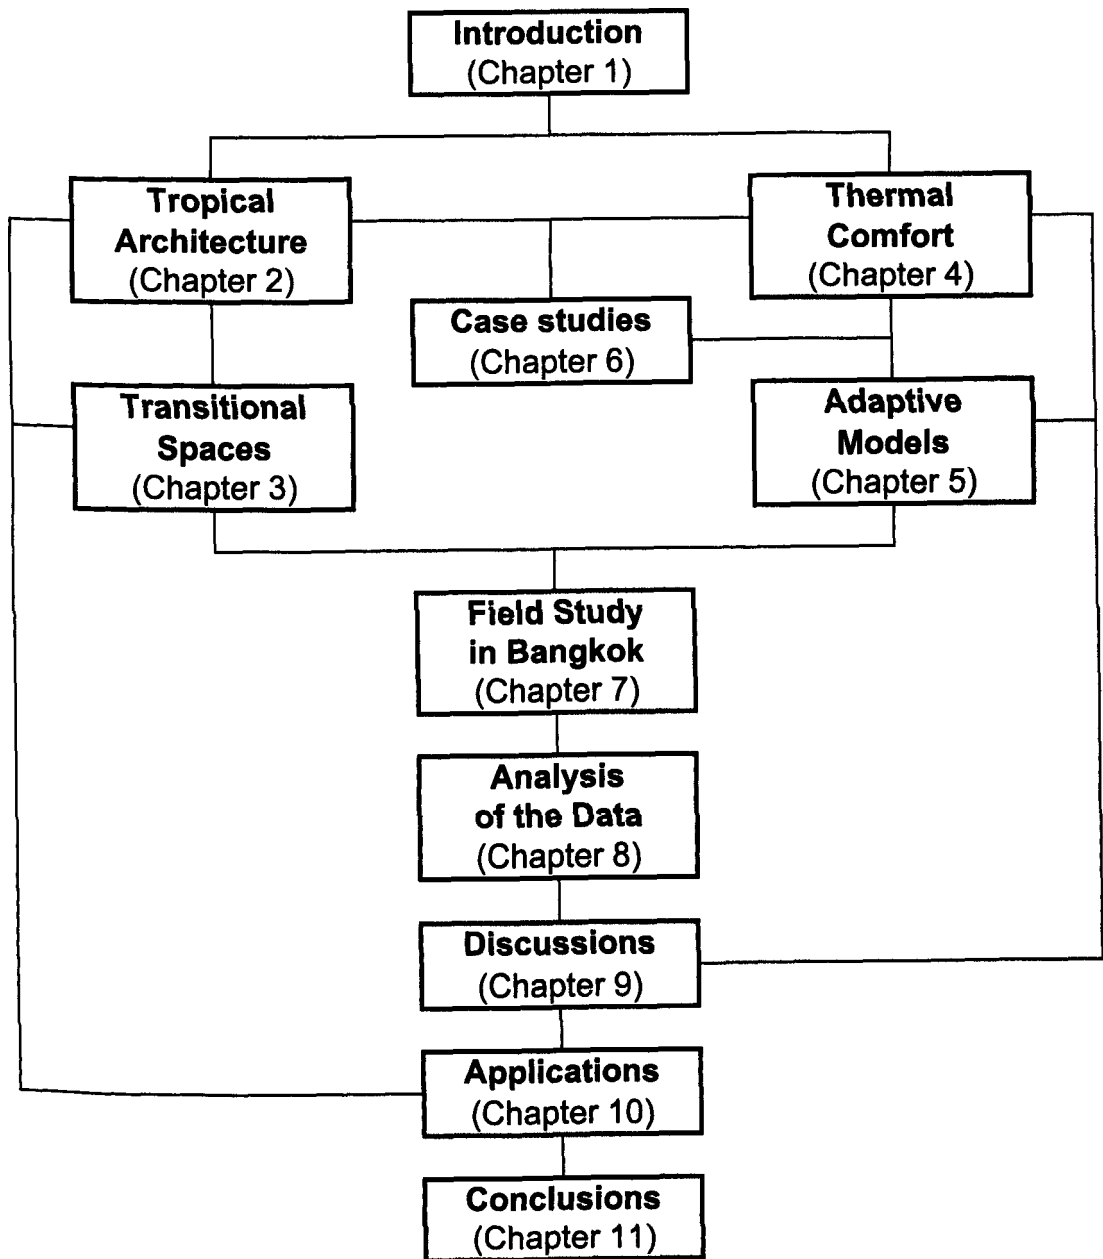 Introduction
(Chapter 1)
Tropical
Architecture
(Chapter 2)
Thermal
Comfort
(Chapter 4)
Case studies
(Chapter 6)
Transitional
Spaces
(Chapter 3)
Adaptive
Models
(Chapter 5)
Field Study
in Bangkok
(Chapter 7)
Analysis
of the Data
(Chapter 8)
Discussions
(Chapter 9)
Applications
(Chapter 10)
Conclusions
(Chapter 11)